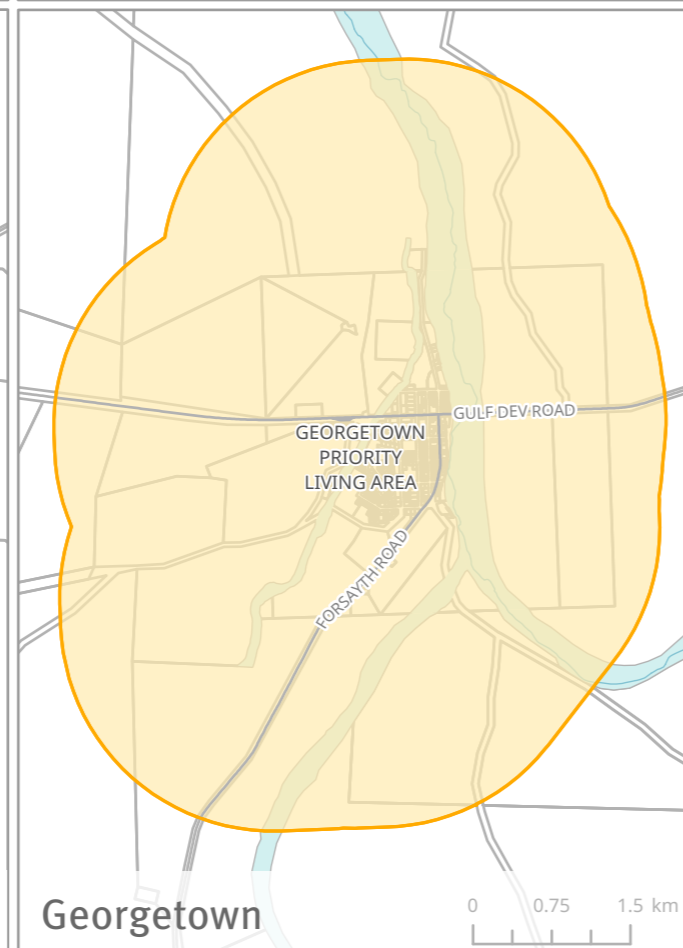 GULF DEV ROAD
GEORGETOWN
PRIORITY
LIVING AREA
FORSAYTH ROAD
Georgetown
0 0.75 1.5 km